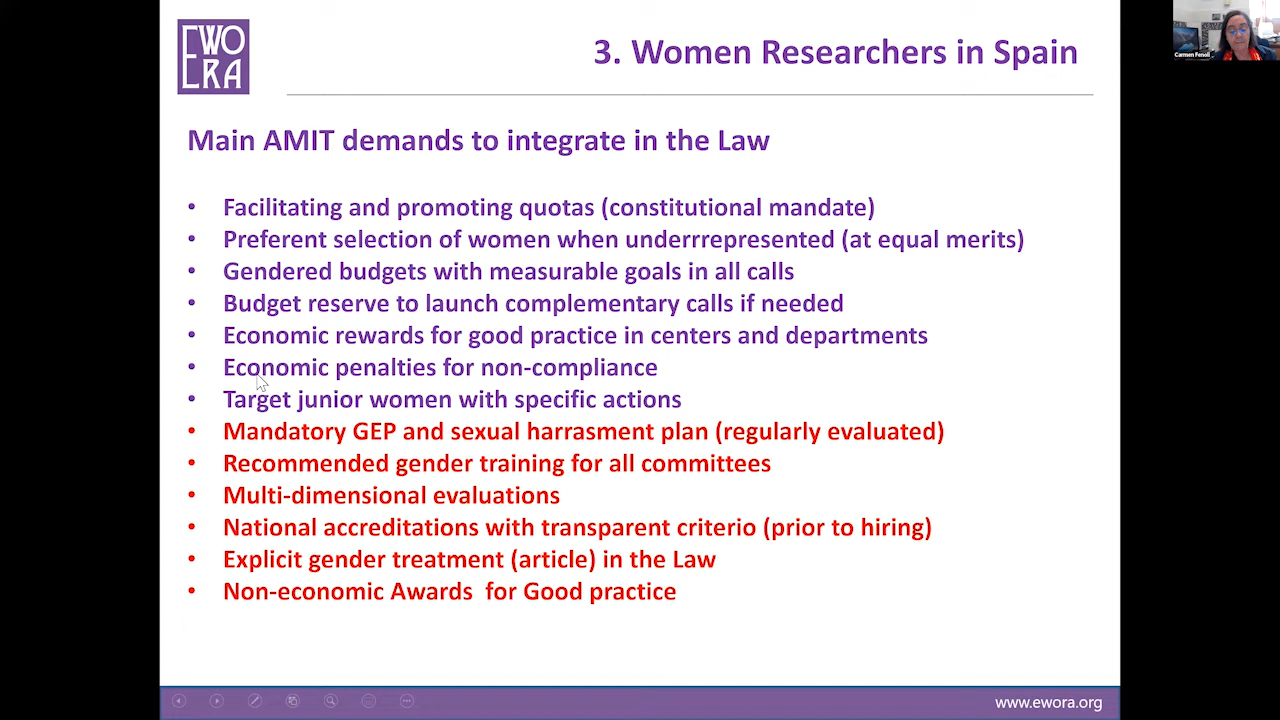 EWO
ERA
3. Women Researchers in Spain
Carmen Fenoll
Main AMIT demands to integrate in the Law
• Facilitating and promoting quotas (constitutional mandate)
• Preferent selection of women when underrrepresented (at equal merits)
• Gendered budgets with measurable goals in all calls
• Budget reserve to launch complementary calls if needed
• Economic rewards for good practice in centers and departments
• Economic penalties for non-compliance
• Target junior women with specific actions
• Mandatory GEP and sexual harrasment plan (regularly evaluated)
• Recommended gender training for all committees
• Multi-dimensional evaluations
• National accreditations with transparent criterio (prior to hiring)
• Explicit gender treatment (article) in the Law
• Non-economic Awards  for Good practice
www.ewora.org